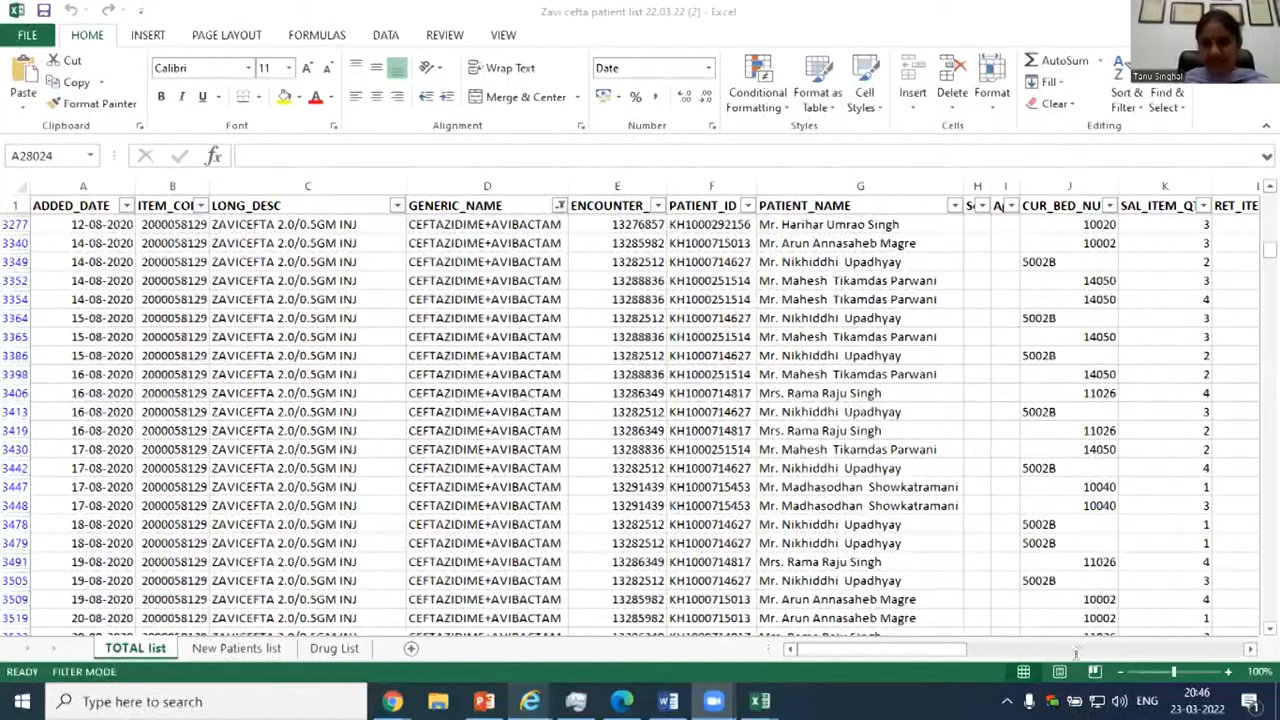 Zavi cefta patient list 22.03.22 (2) - Excel
FILE HOME INSERT PAGE LAYOUT FORMULAS DATA REVIEW VIEW
Tanu Singhal
Paste Cut Copy Format Painter
Calibri 11 B I U A
Wrap Text Merge & Center
Date % ,
Conditional Formatting Format as Table Cell Styles
Insert Delete Format
AutoSum Fill Clear Sort & Filter Find & Select
Clipboard Font Alignment Number Styles Cells Editing
A28024 fx
A B C D E F G H I J K
1 ADDED_DATE LONG_DESC GENERIC_NAME ENCOUNTER_ PATIENT_ID PATIENT_NAME
3277 12-08-2020 2000058129 ZAVICEFTA 2.0/0.5GM INJ CEFTAZIDIME+AVIBACTAM 13276857 KH1000292156 Mr. Harihar Umrao Singh 10020 3
3340 14-08-2020 2000058129 ZAVICEFTA 2.0/0.5GM INJ CEFTAZIDIME+AVIBACTAM 13285982 KH1000715013 Mr. Arun Annasaheb Magre 10002 3
3349 14-08-2020 2000058129 ZAVICEFTA 2.0/0.5GM INJ CEFTAZIDIME+AVIBACTAM 13282512 KH1000714627 Mr. Nikhiddhi Upadhyay 5002B 2
3352 14-08-2020 2000058129 ZAVICEFTA 2.0/0.5GM INJ CEFTAZIDIME+AVIBACTAM 13288836 KH1000251514 Mr. Mahesh Tikamdas Parwani 14050 3
3354 14-08-2020 2000058129 ZAVICEFTA 2.0/0.5GM INJ CEFTAZIDIME+AVIBACTAM 13288836 KH1000251514 Mr. Mahesh Tikamdas Parwani 14050 4
3364 15-08-2020 2000058129 ZAVICEFTA 2.0/0.5GM INJ CEFTAZIDIME+AVIBACTAM 13282512 KH1000714627 Mr. Nikhiddhi Upadhyay 5002B 3
3365 15-08-2020 2000058129 ZAVICEFTA 2.0/0.5GM INJ CEFTAZIDIME+AVIBACTAM 13288836 KH1000251514 Mr. Mahesh Tikamdas Parwani 14050 3
3386 15-08-2020 2000058129 ZAVICEFTA 2.0/0.5GM INJ CEFTAZIDIME+AVIBACTAM 13282512 KH1000714627 Mr. Nikhiddhi Upadhyay 5002B 2
3398 16-08-2020 2000058129 ZAVICEFTA 2.0/0.5GM INJ CEFTAZIDIME+AVIBACTAM 13288836 KH1000251514 Mr. Mahesh Tikamdas Parwani 14050 2
3406 16-08-2020 2000058129 ZAVICEFTA 2.0/0.5GM INJ CEFTAZIDIME+AVIBACTAM 13286349 KH1000714817 Mrs. Rama Raju Singh 11026 4
3413 16-08-2020 2000058129 ZAVICEFTA 2.0/0.5GM INJ CEFTAZIDIME+AVIBACTAM 13282512 KH1000714627 Mr. Nikhiddhi Upadhyay 5002B 3
3419 16-08-2020 2000058129 ZAVICEFTA 2.0/0.5GM INJ CEFTAZIDIME+AVIBACTAM 13286349 KH1000714817 Mrs. Rama Raju Singh 11026 2
3430 17-08-2020 2000058129 ZAVICEFTA 2.0/0.5GM INJ CEFTAZIDIME+AVIBACTAM 13288836 KH1000251514 Mr. Mahesh Tikamdas Parwani 14050 2
3442 17-08-2020 2000058129 ZAVICEFTA 2.0/0.5GM INJ CEFTAZIDIME+AVIBACTAM 13282512 KH1000714627 Mr. Nikhiddhi Upadhyay 5002B 4
3447 17-08-2020 2000058129 ZAVICEFTA 2.0/0.5GM INJ CEFTAZIDIME+AVIBACTAM 13291439 KH1000715453 Mr. Madhasodhan Showkatramani 10040 1
3448 17-08-2020 2000058129 ZAVICEFTA 2.0/0.5GM INJ CEFTAZIDIME+AVIBACTAM 13291439 KH1000715453 Mr. Madhasodhan Showkatramani 10040 3
3478 18-08-2020 2000058129 ZAVICEFTA 2.0/0.5GM INJ CEFTAZIDIME+AVIBACTAM 13282512 KH1000714627 Mr. Nikhiddhi Upadhyay 5002B 1
3479 18-08-2020 2000058129 ZAVICEFTA 2.0/0.5GM INJ CEFTAZIDIME+AVIBACTAM 13282512 KH1000714627 Mr. Nikhiddhi Upadhyay 5002B 1
3491 19-08-2020 2000058129 ZAVICEFTA 2.0/0.5GM INJ CEFTAZIDIME+AVIBACTAM 13286349 KH1000714817 Mrs. Rama Raju Singh 11026 4
3505 19-08-2020 2000058129 ZAVICEFTA 2.0/0.5GM INJ CEFTAZIDIME+AVIBACTAM 13282512 KH1000714627 Mr. Nikhiddhi Upadhyay 5002B 3
3509 19-08-2020 2000058129 ZAVICEFTA 2.0/0.5GM INJ CEFTAZIDIME+AVIBACTAM 13285982 KH1000715013 Mr. Arun Annasaheb Magre 10002 4
3519 20-08-2020 2000058129 ZAVICEFTA 2.0/0.5GM INJ CEFTAZIDIME+AVIBACTAM 13285982 KH1000715013 Mr. Arun Annasaheb Magre 10002 1
TOTAL list New Patients list Drug List
READY FILTER MODE 100%
Type here to search ENG 20:46 23-03-2022 1